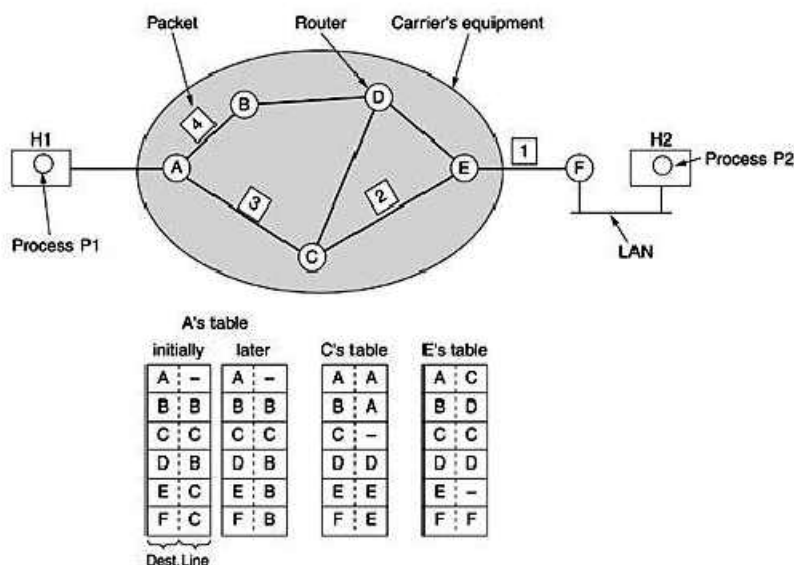 Packet Router Carrier's equipment
B D
4
H1 1 H2
A E F Process P2
3 2
Process P1 C LAN
A's table
initially later C's table E's table
A – A – A A A C
B B B B B A B D
C C C C C – C C
D B D B D D D D
E C E B E E E –
F C F B F E F F
Dest. Line